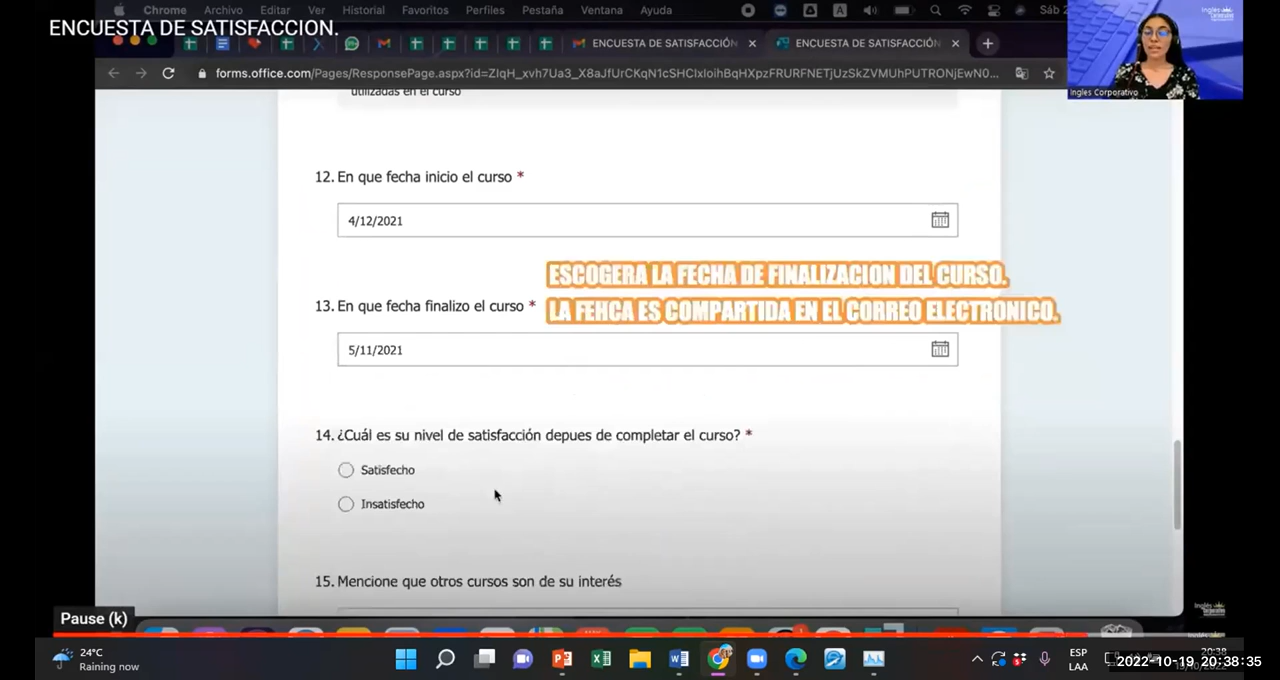 Chrome Archivo Editar Ver Historial Favoritos Perfiles Pestaña Ventana Ayuda
ENCUESTA DE SATISFACCION.
ENCUESTA DE SATISFACCIÓN
ENCUESTA DE SATISFACCIÓN
forms.office.com/Pages/ResponsePage.aspx?id=ZIqH_xvh7Ua3_X8aJfUrCKqN1cSHCIxIoihBqHXpzFRURFNETjUzSkZVMUhPUTRONjEwN0...
Ingles Corporativo
utilizadas en el curso
12. En que fecha inicio el curso *
4/12/2021
ESCOGERA LA FECHA DE FINALIZACION DEL CURSO.
13. En que fecha finalizo el curso *
LA FEHCA ES COMPARTIDA EN EL CORREO ELECTRONICO.
5/11/2021
14. ¿Cuál es su nivel de satisfacción depues de completar el curso? *
Satisfecho
Insatisfecho
15. Mencione que otros cursos son de su interés
Pause (k)
24°C
Raining now
ESP
LAA
20:38
2022-10-19 20:38:35